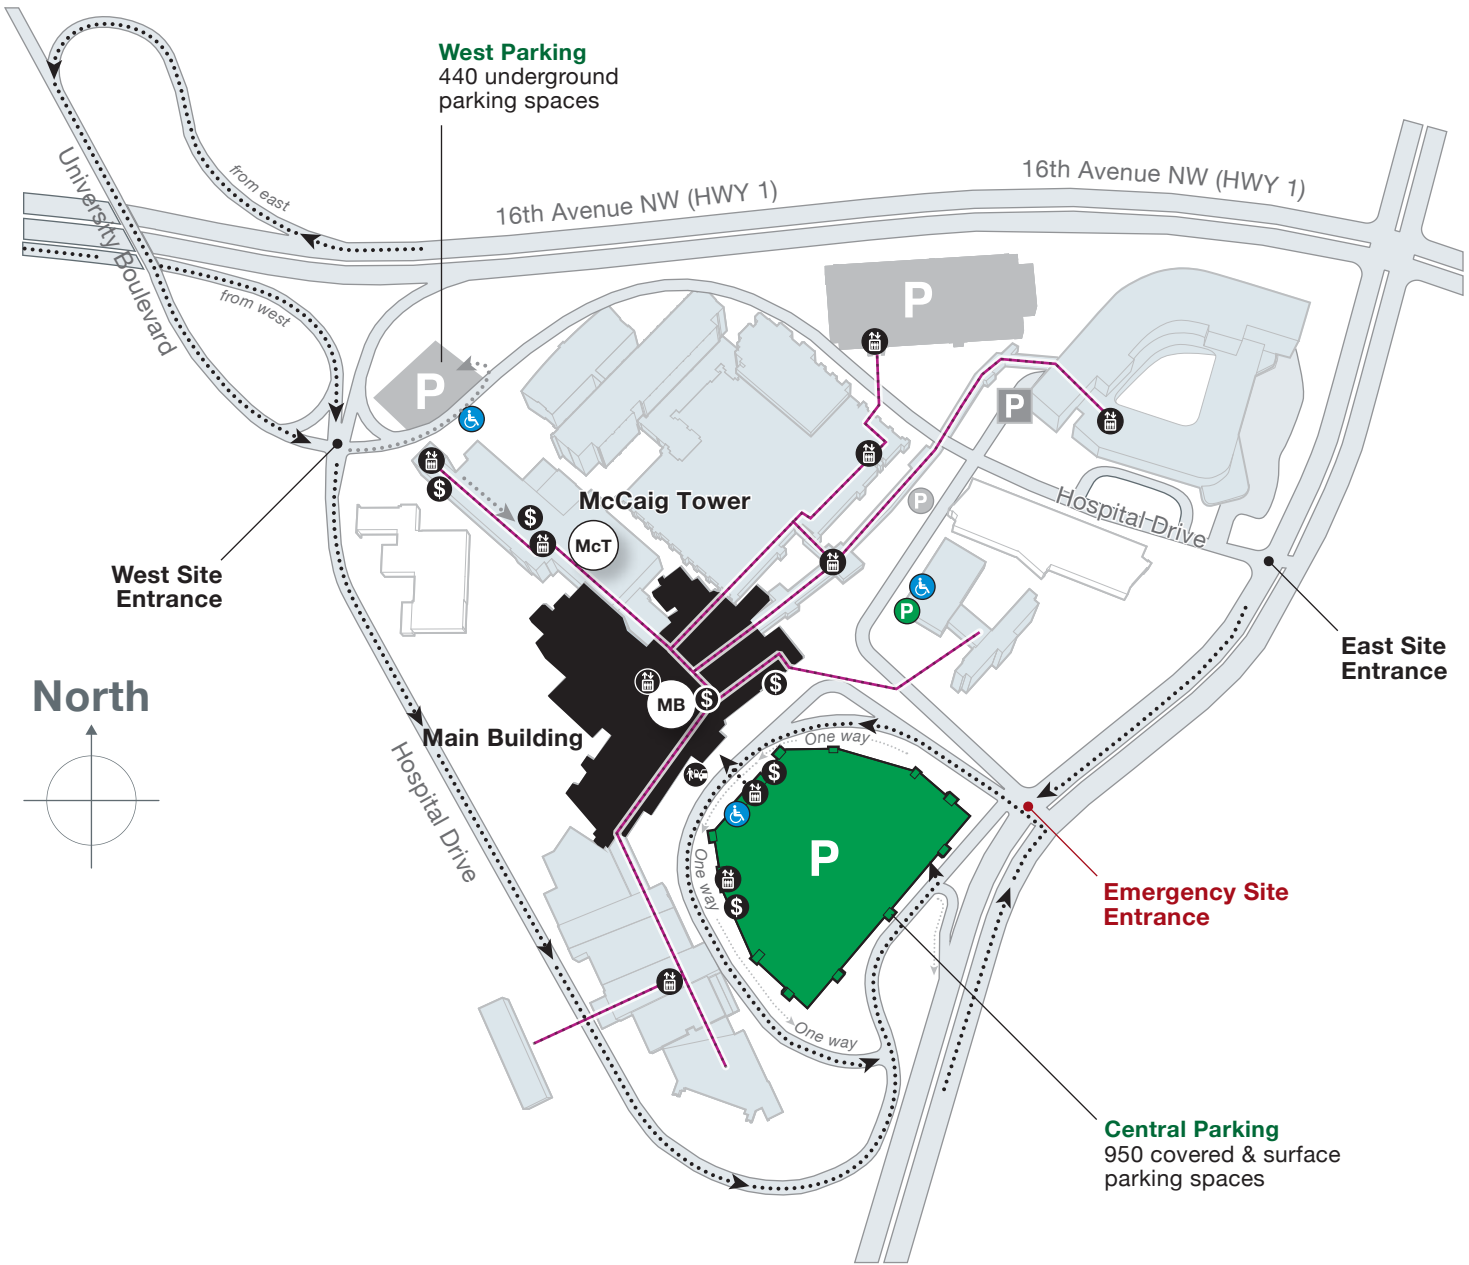 West Parking
440 underground
parking spaces
16th Avenue NW (HWY 1)
16th Avenue NW (HWY 1)
University Boulevard
from east
from west
P
P
P
P
P
P
McCaig Tower
McT
$
$
Hospital Drive
West Site
Entrance
East Site
Entrance
North
MB
$
$
Main Building
Hospital Drive
One way
$
One way
P
$
One way
Emergency Site
Entrance
Central Parking
950 covered & surface
parking spaces